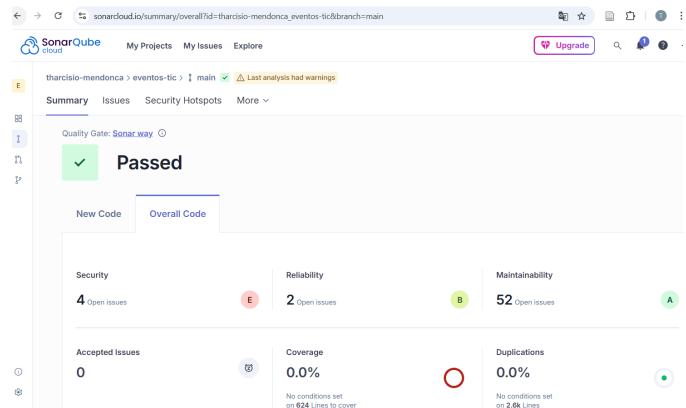 sonarcloud.io/summary/overall?id=tharcisio-mendonca_eventos-tic&branch=main
SonarQube cloud My Projects My Issues Explore Upgrade 1 T
E tharcisio-mendonca > eventos-tic > main Last analysis had warnings
Summary Issues Security Hotspots More
Quality Gate: Sonar way
Passed
New Code Overall Code
Security Reliability Maintainability
4 Open issues E 2 Open issues B 52 Open issues A
Accepted Issues Coverage Duplications
0 0.0% 0.0%
No conditions set No conditions set
on 624 Lines to cover on 2.6k Lines